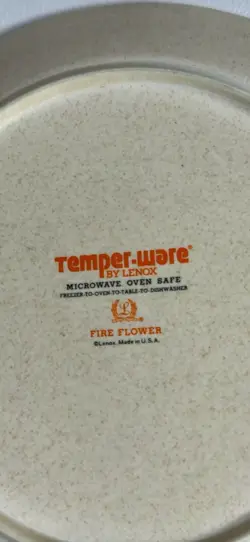 Temper-ware®
BY LENOX
MICROWAVE OVEN SAFE
FREEZER-TO-OVEN-TO-TABLE-TO-DISHWASHER
FIRE FLOWER
©Lenox. Made in U.S.A.